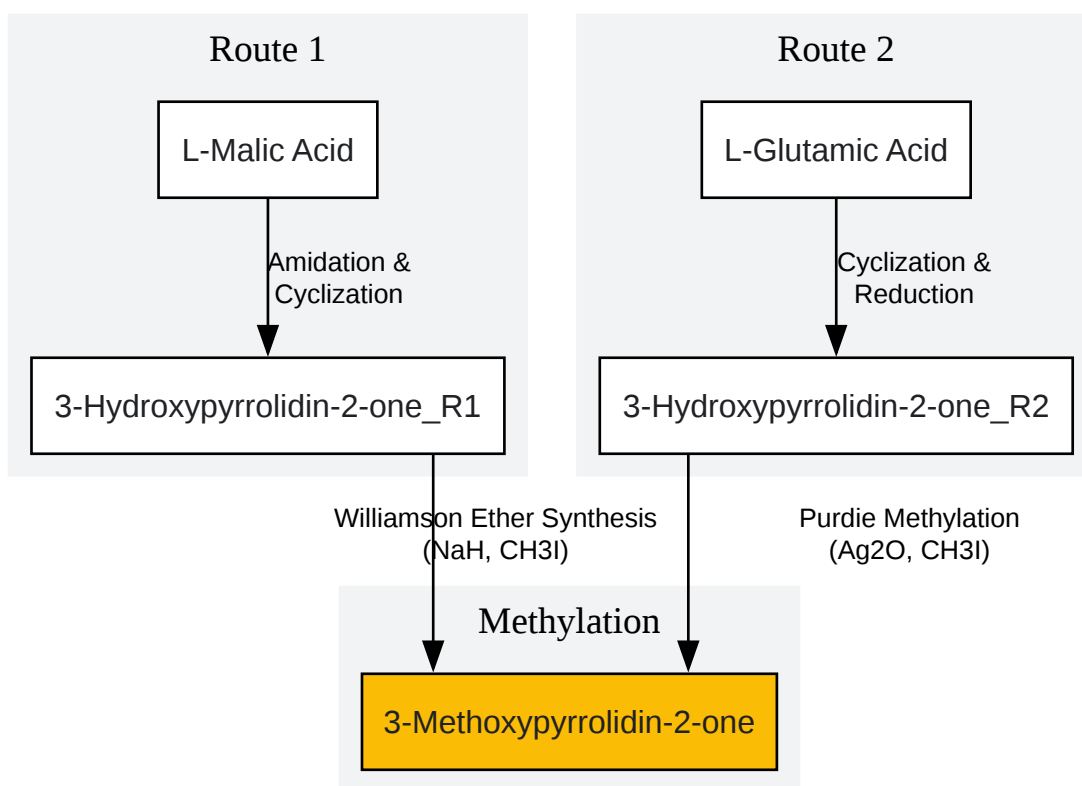 Route 1
L-Malic Acid
Amidation &
Cyclization
3-Hydroxypyrrolidin-2-one_R1
Williamson Ether Synthesis
(NaH, CH3I)
Route 2
L-Glutamic Acid
Cyclization &
Reduction
3-Hydroxypyrrolidin-2-one_R2
Purdie Methylation
(Ag2O, CH3I)
Methylation
3-Methoxypyrrolidin-2-one